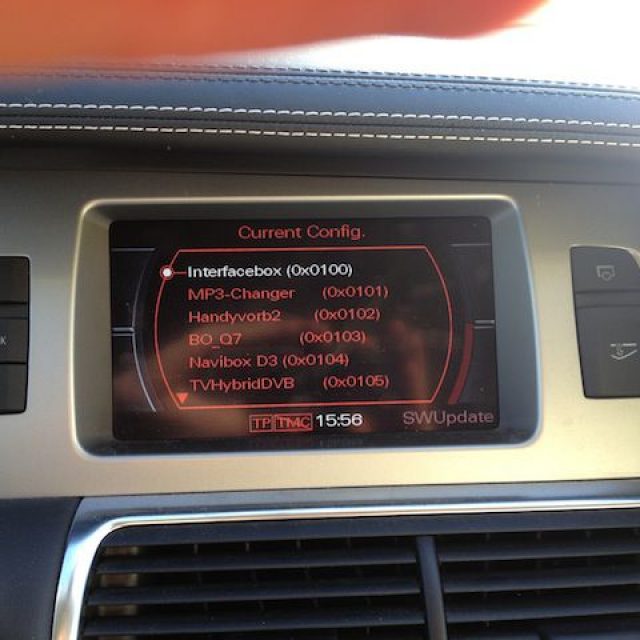 Current Config.
Interfacebox (0x0100)
MP3-Changer (0x0101)
Handyvorb2 (0x0102)
BO_Q7 (0x0103)
Navibox D3 (0x0104)
TVHybridDVB (0x0105)
TP TMC 15:56 SWUpdate